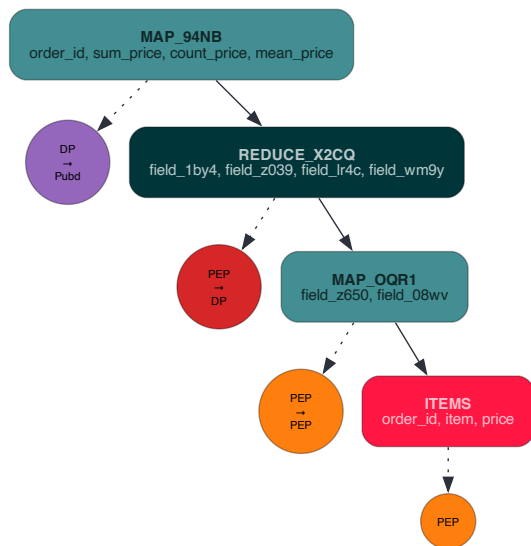 MAP_94NB
order_id, sum_price, count_price, mean_price
DP
→
Pubd
REDUCE_X2CQ
field_1by4, field_z039, field_lr4c, field_wm9y
PEP
→
DP
MAP_OQR1
field_z650, field_08wv
PEP
→
PEP
ITEMS
order_id, item, price
PEP